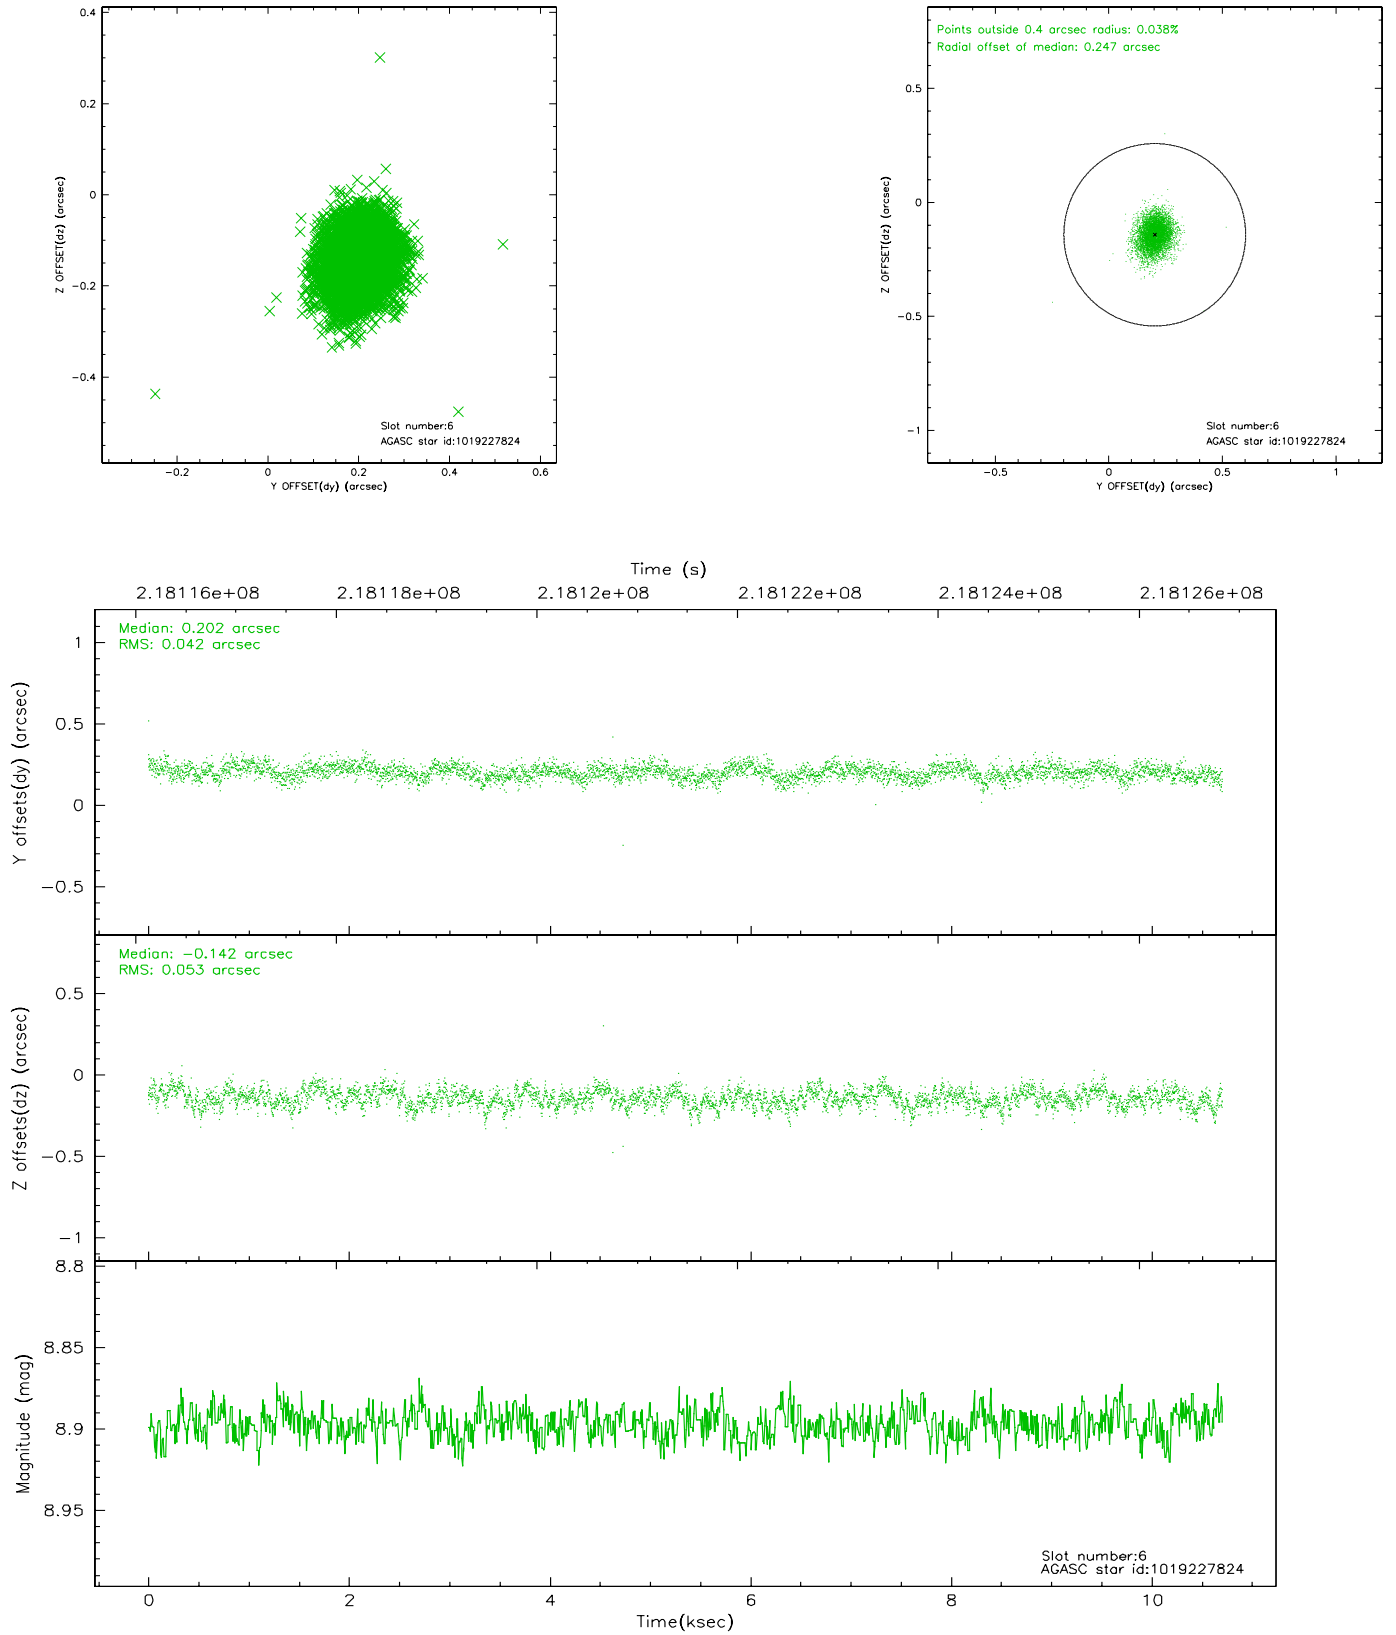 0.4
0.2
0
−0.2
−0.4
Z OFFSET(dz) (arcsec)
Slot number:6
AGASC star id:1019227824
−0.2 0 0.2 0.4 0.6
Y OFFSET(dy) (arcsec)
Points outside 0.4 arcsec radius: 0.038%
Radial offset of median: 0.247 arcsec
0.5
0
−0.5
−1
Z OFFSET(dz) (arcsec)
Slot number:6
AGASC star id:1019227824
−0.5 0 0.5 1
Y OFFSET(dy) (arcsec)
Time (s)
2.18116e+08 2.18118e+08 2.1812e+08 2.18122e+08 2.18124e+08 2.18126e+08
Median: 0.202 arcsec
RMS: 0.042 arcsec
1
0.5
0
−0.5
Y offsets(dy) (arcsec)
Median: −0.142 arcsec
RMS: 0.053 arcsec
0.5
0
−0.5
−1
Z offsets(dz) (arcsec)
8.8
8.85
8.9
8.95
Magnitude (mag)
Slot number:6
AGASC star id:1019227824
0 2 4 6 8 10
Time(ksec)